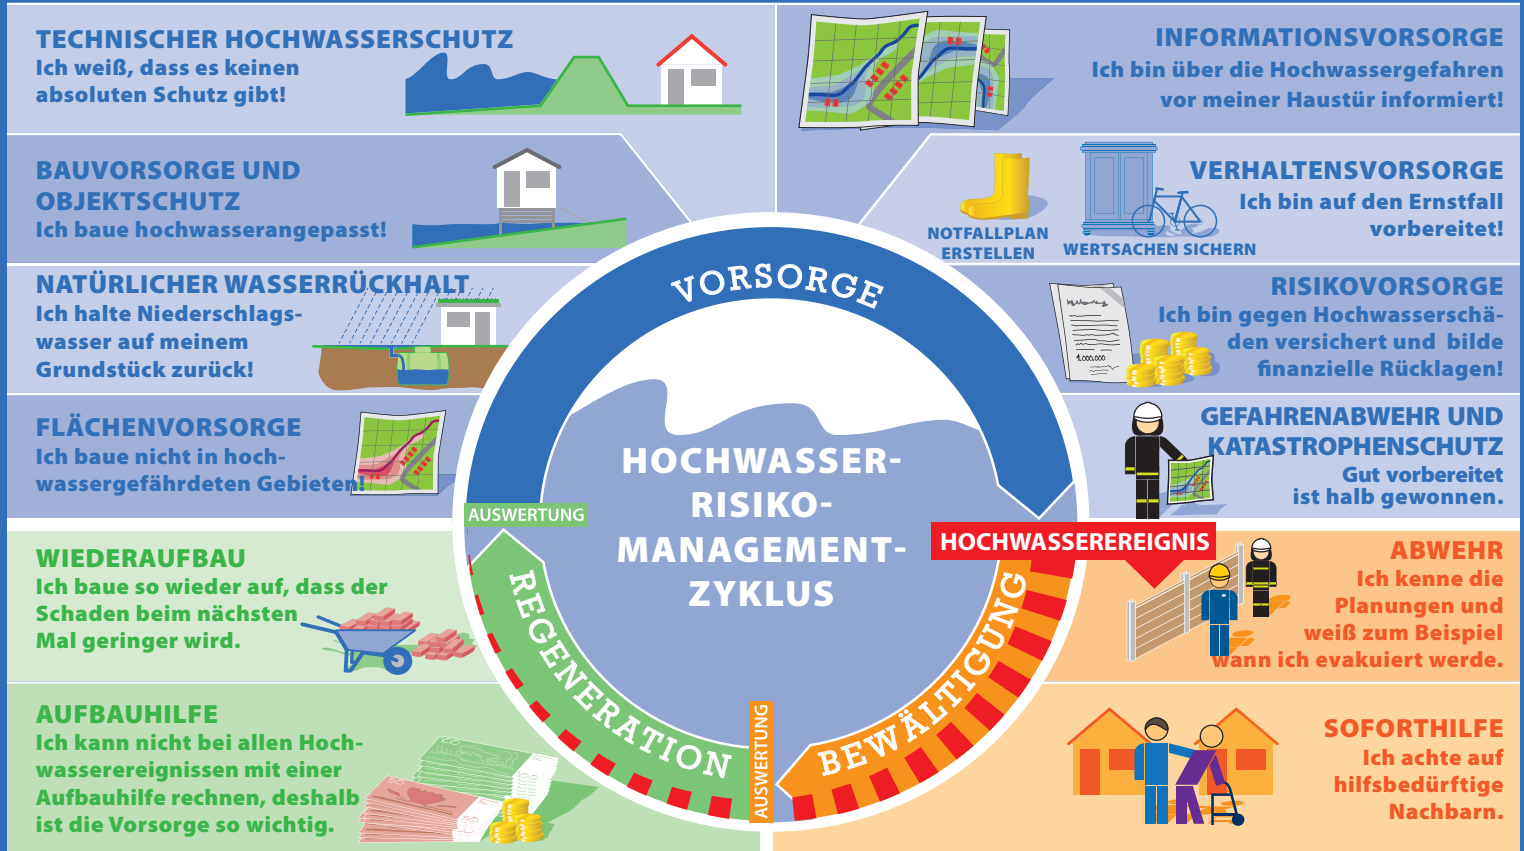 TECHNISCHER HOCHWASSERSCHUTZ
Ich weiß, dass es keinen
absoluten Schutz gibt!
BAUVORSORGE UND
OBJEKTSCHUTZ
Ich baue hochwasserangepasst!
NATÜRLICHER WASSERRÜCKHALT
Ich halte Niederschlags-
wasser auf meinem
Grundstück zurück!
FLÄCHENVORSORGE
Ich baue nicht in hoch-
wassergefährdeten Gebieten!
INFORMATIONSVORSORGE
Ich bin über die Hochwassergefahren
vor meiner Haustür informiert!
VERHALTENSVORSORGE
Ich bin auf den Ernstfall
vorbereitet!
NOTFALLPLAN
ERSTELLEN
WERTSACHEN SICHERN
RISIKOVORSORGE
Ich bin gegen Hochwasserschä-
den versichert und bilde
finanzielle Rücklagen!
1.000.000
GEFAHRENABWEHR UND
KATASTROPHENSCHUTZ
Gut vorbereitet
ist halb gewonnen.
VORSORGE
HOCHWASSER-
RISIKO-
MANAGEMENT-
ZYKLUS
AUSWERTUNG
HOCHWASSEREREIGNIS
REGENERATION
AUSWERTUNG
BEWÄLTIGUNG
WIEDERAUFBAU
Ich baue so wieder auf, dass der
Schaden beim nächsten
Mal geringer wird.
AUFBAUHILFE
Ich kann nicht bei allen Hoch-
wasserereignissen mit einer
Aufbauhilfe rechnen, deshalb
ist die Vorsorge so wichtig.
ABWEHR
Ich kenne die
Planungen und
weiß zum Beispiel
wann ich evakuiert werde.
SOFORTHILFE
Ich achte auf
hilfsbedürftige
Nachbarn.